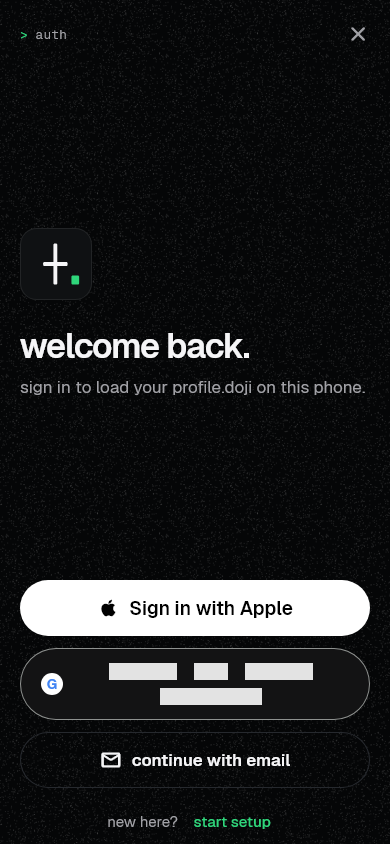 > auth
welcome back.
sign in to load your profile.doji on this phone.
Sign in with Apple
G
continue with email
new here? start setup